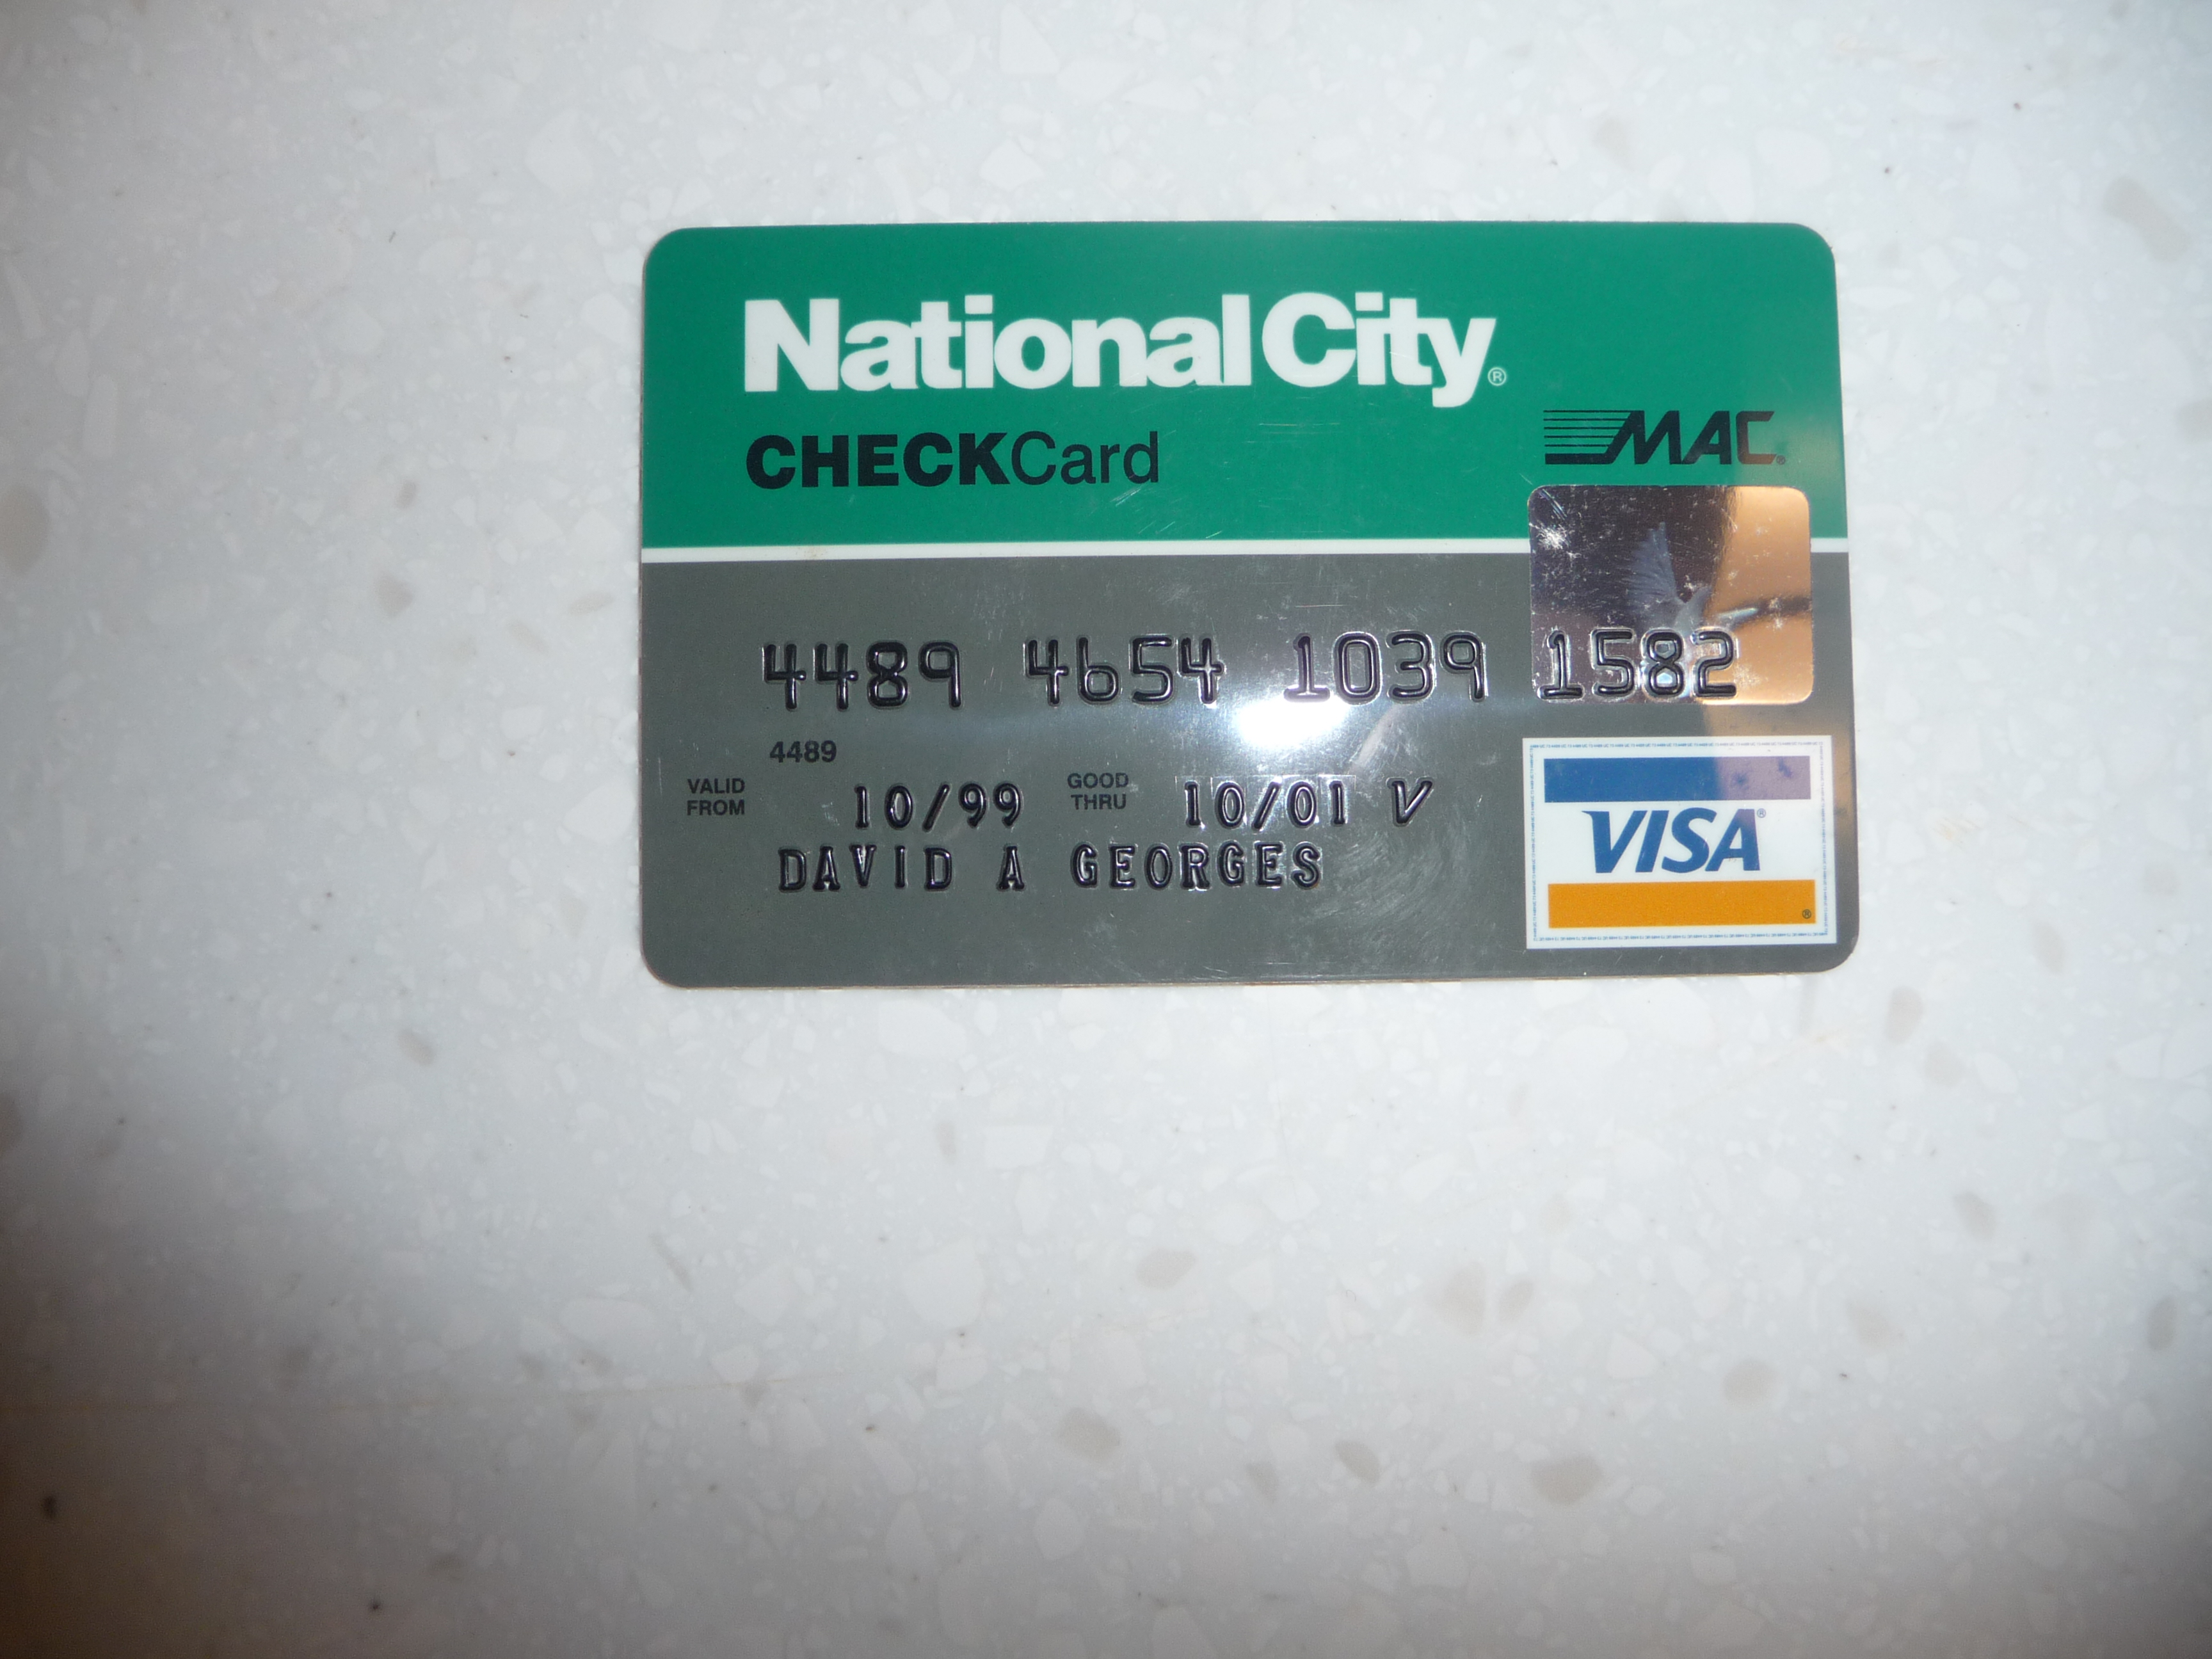 NationalCity®
CHECKCard
MAC®
4489 4654 1039 1582
4489
VALID FROM 10/99 GOOD THRU 10/01 V
DAVID A GEORGES
VISA®